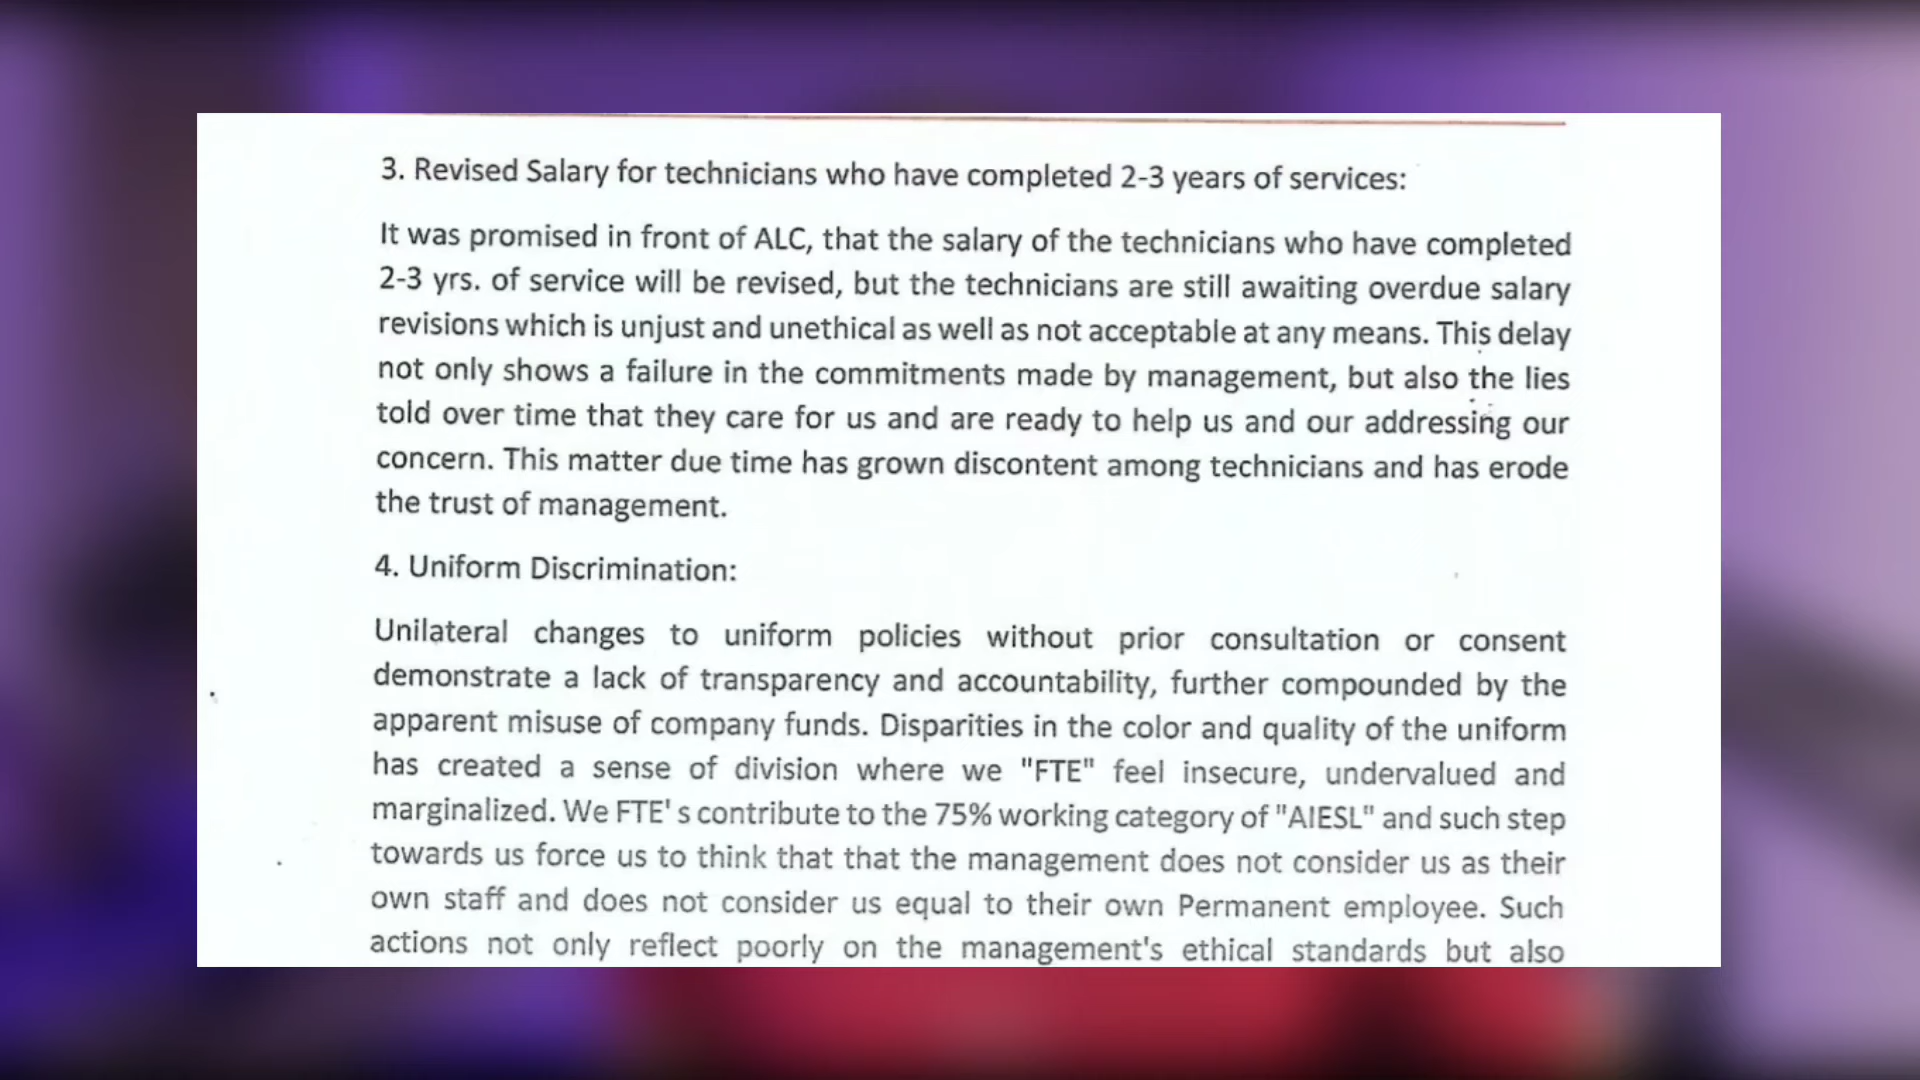 3. Revised Salary for technicians who have completed 2-3 years of services:
It was promised in front of ALC, that the salary of the technicians who have completed
2-3 yrs. of service will be revised, but the technicians are still awaiting overdue salary
revisions which is unjust and unethical as well as not acceptable at any means. This delay
not only shows a failure in the commitments made by management, but also the lies
told over time that they care for us and are ready to help us and our addressing our
concern. This matter due time has grown discontent among technicians and has erode
the trust of management.
4. Uniform Discrimination:
Unilateral changes to uniform policies without prior consultation or consent
demonstrate a lack of transparency and accountability, further compounded by the
apparent misuse of company funds. Disparities in the color and quality of the uniform
has created a sense of division where we "FTE" feel insecure, undervalued and
marginalized. We FTE' s contribute to the 75% working category of "AIESL" and such step
towards us force us to think that that the management does not consider us as their
own staff and does not consider us equal to their own Permanent employee. Such
actions not only reflect poorly on the management's ethical standards but also